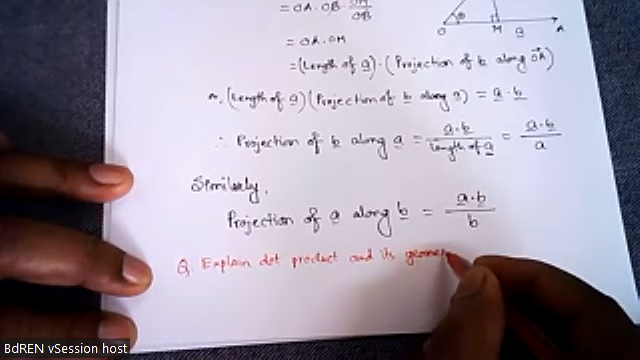 = OA. OB. OM/OB
= OA. OM
= (Length of a). (Projection of b along OA)
(Length of a)(Projection of b along a) = a.b
∴ Projection of b along a = a.b/Length of a = a.b/a
Similarly,
Projection of a along b = a.b/b
Q. Explain dot product and its geome
O M A
a
BdREN vSession host